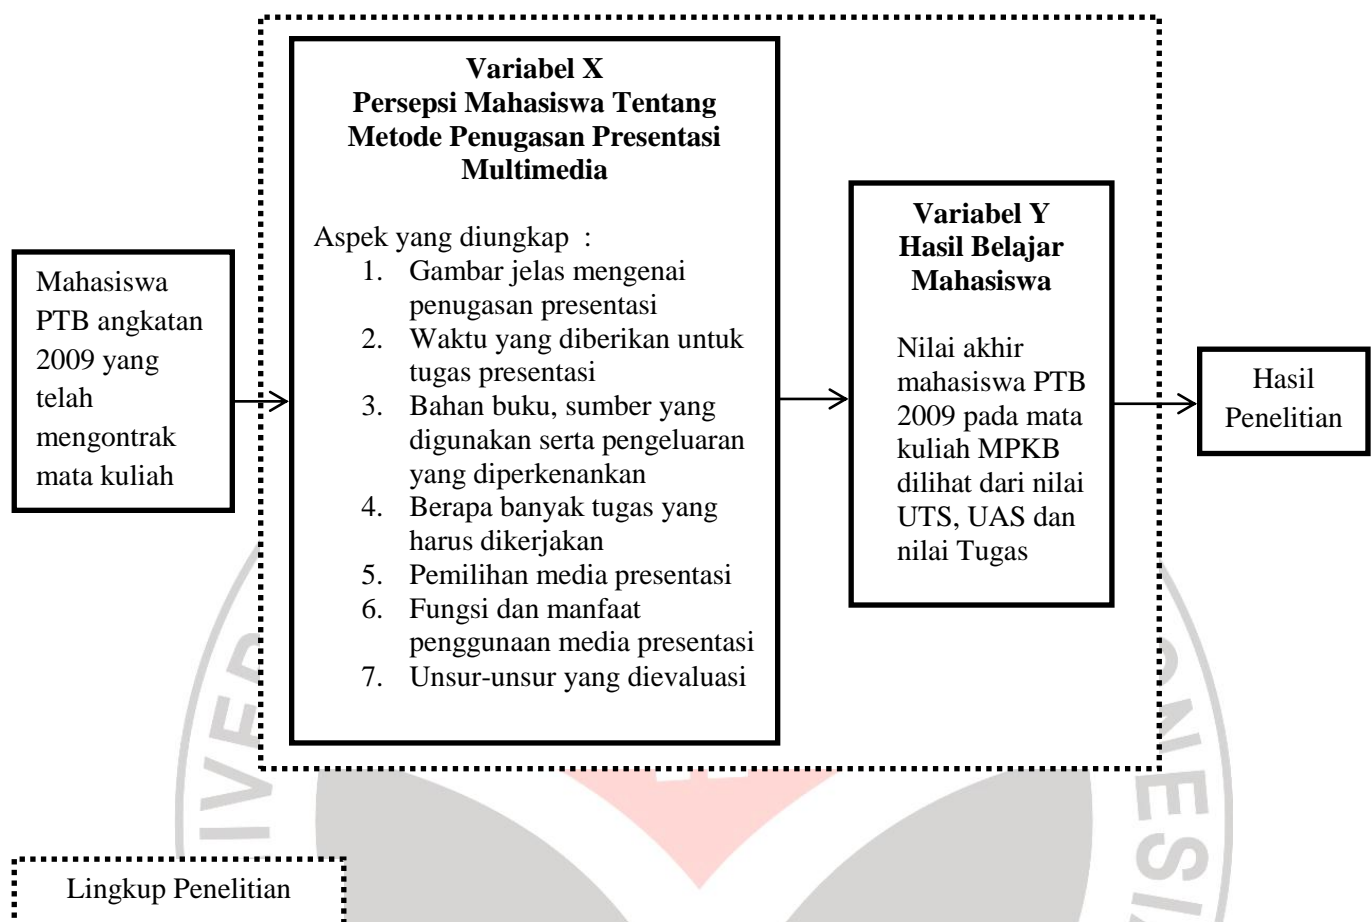 Mahasiswa
PTB angkatan
2009 yang
telah
mengontrak
mata kuliah
Variabel X
Persepsi Mahasiswa Tentang
Metode Penugasan Presentasi
Multimedia
Aspek yang diungkap :
1. Gambar jelas mengenai
penugasan presentasi
2. Waktu yang diberikan untuk
tugas presentasi
3. Bahan buku, sumber yang
digunakan serta pengeluaran
yang diperkenankan
4. Berapa banyak tugas yang
harus dikerjakan
5. Pemilihan media presentasi
6. Fungsi dan manfaat
penggunaan media presentasi
7. Unsur-unsur yang dievaluasi
Variabel Y
Hasil Belajar
Mahasiswa
Nilai akhir
mahasiswa PTB
2009 pada mata
kuliah MPKB
dilihat dari nilai
UTS, UAS dan
nilai Tugas
Hasil
Penelitian
Lingkup Penelitian